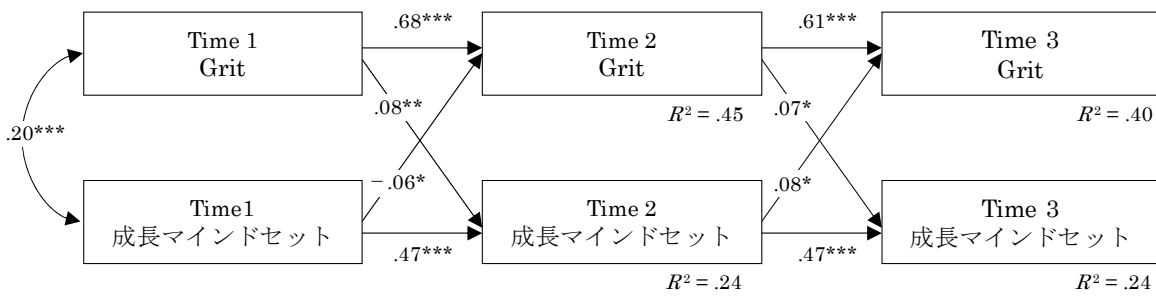 .68***
.61***
Time 1
Grit
Time 2
Grit
Time 3
Grit
.08**
.07*
R² = .45
R² = .40
.20***
−.06*
.08*
Time1
成長マインドセット
Time 2
成長マインドセット
Time 3
成長マインドセット
.47***
.47***
R² = .24
R² = .24